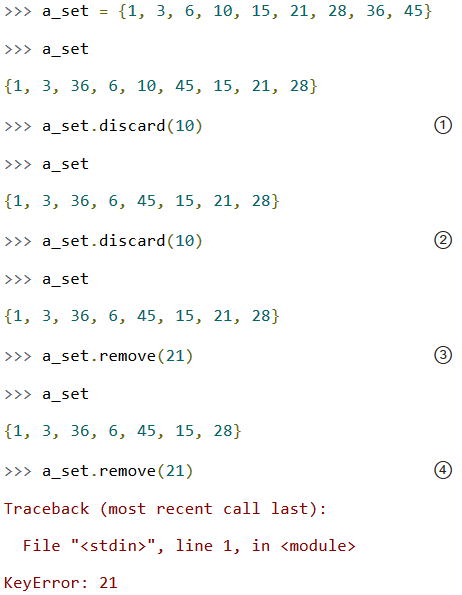 >>> a_set = {1, 3, 6, 10, 15, 21, 28, 36, 45}
>>> a_set
{1, 3, 36, 6, 10, 45, 15, 21, 28}
>>> a_set.discard(10) ①
>>> a_set
{1, 3, 36, 6, 45, 15, 21, 28}
>>> a_set.discard(10) ②
>>> a_set
{1, 3, 36, 6, 45, 15, 21, 28}
>>> a_set.remove(21) ③
>>> a_set
{1, 3, 36, 6, 45, 15, 28}
>>> a_set.remove(21) ④
Traceback (most recent call last):
  File "<stdin>", line 1, in <module>
KeyError: 21